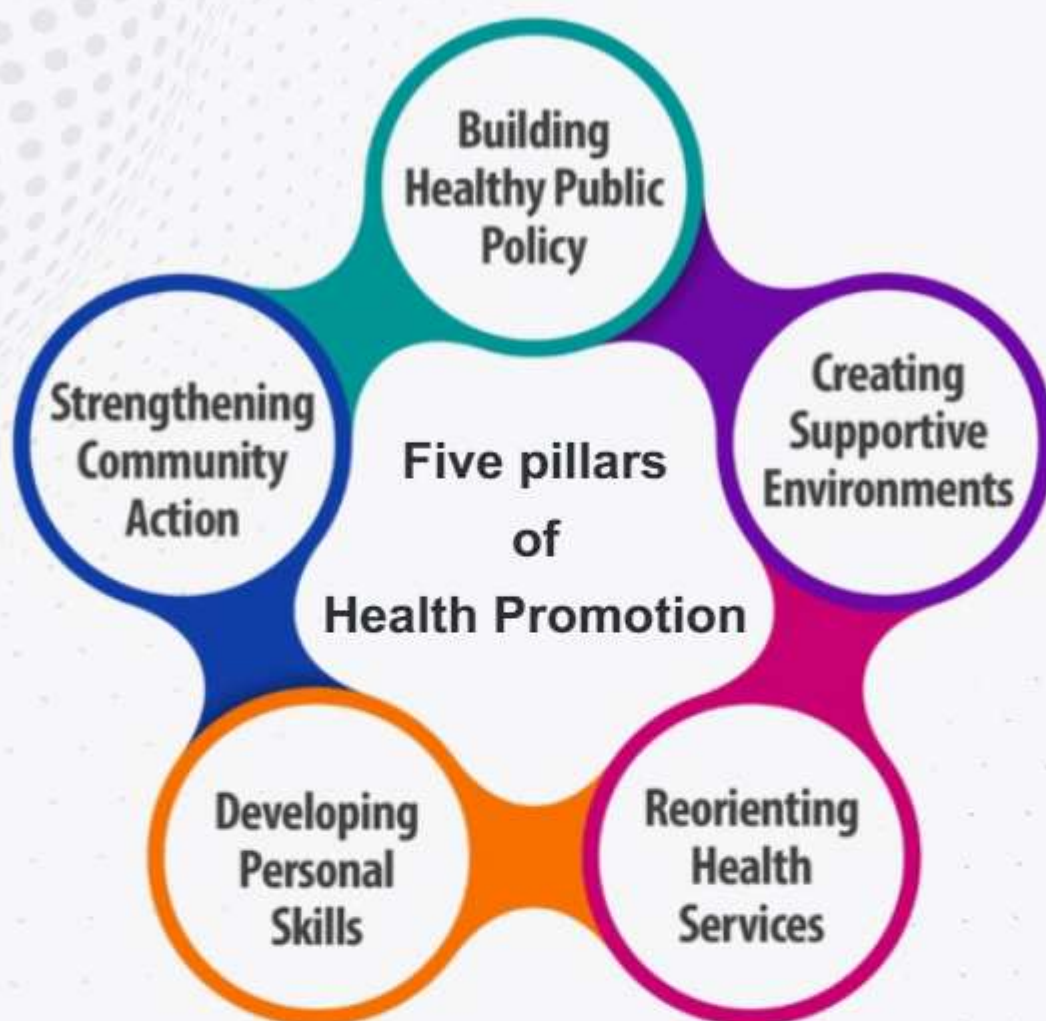 Building
Healthy Public
Policy
Creating
Supportive
Environments
Reorienting
Health
Services
Developing
Personal
Skills
Strengthening
Community
Action
Five pillars
of
Health Promotion